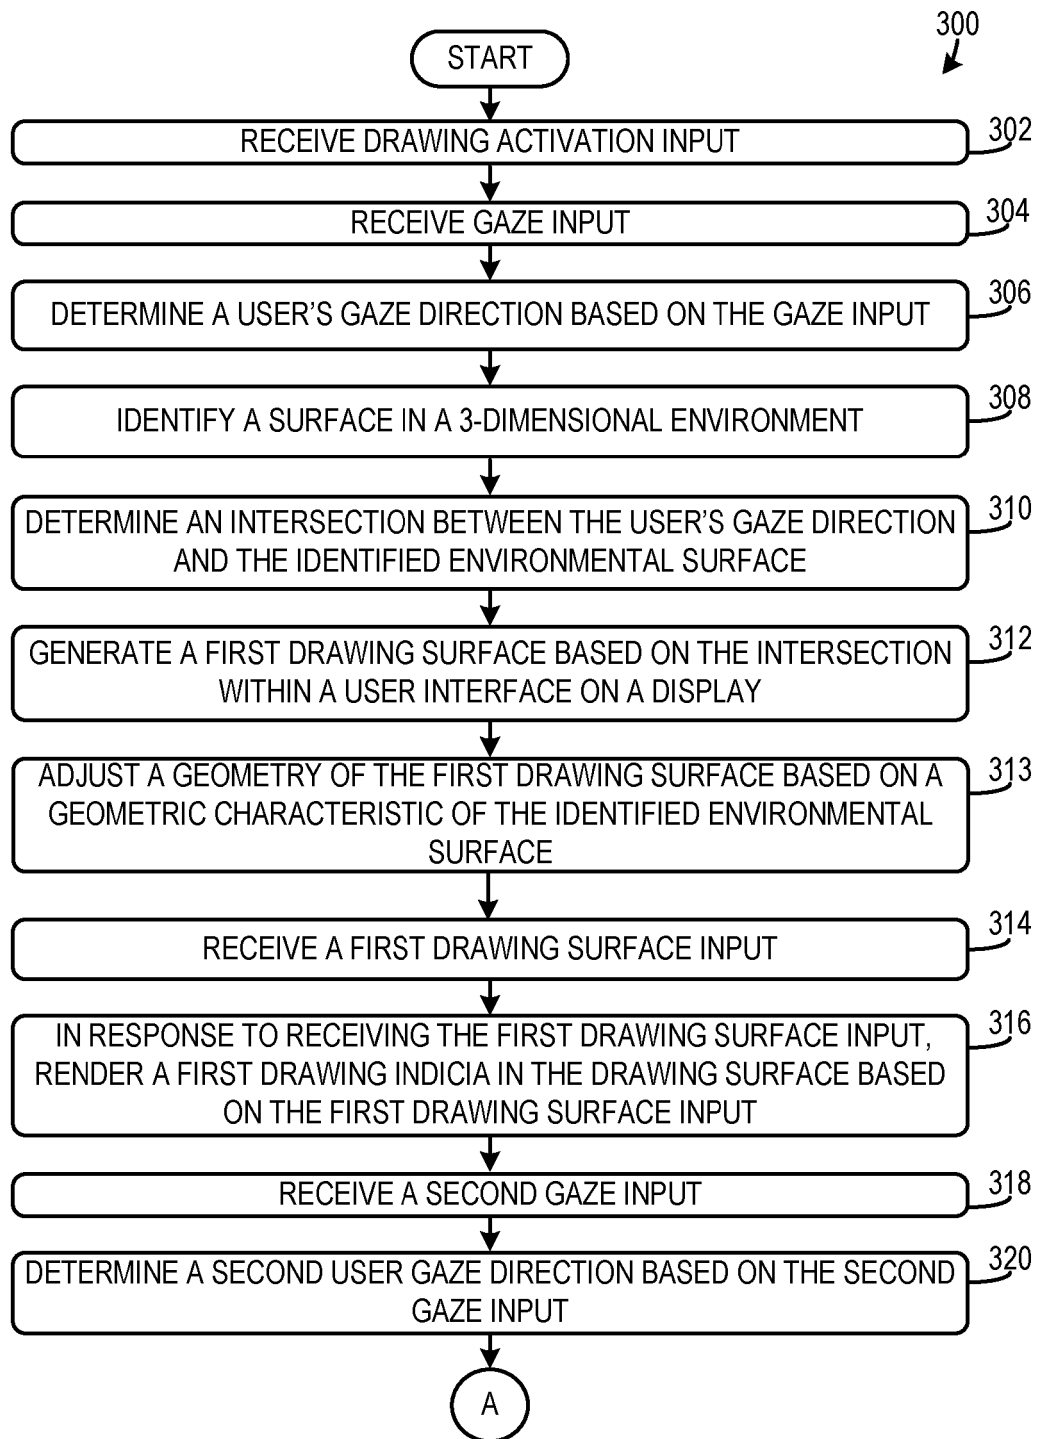 300
START
RECEIVE DRAWING ACTIVATION INPUT
302
RECEIVE GAZE INPUT
304
DETERMINE A USER'S GAZE DIRECTION BASED ON THE GAZE INPUT
306
IDENTIFY A SURFACE IN A 3-DIMENSIONAL ENVIRONMENT
308
DETERMINE AN INTERSECTION BETWEEN THE USER'S GAZE DIRECTION
AND THE IDENTIFIED ENVIRONMENTAL SURFACE
310
GENERATE A FIRST DRAWING SURFACE BASED ON THE INTERSECTION
WITHIN A USER INTERFACE ON A DISPLAY
312
ADJUST A GEOMETRY OF THE FIRST DRAWING SURFACE BASED ON A
GEOMETRIC CHARACTERISTIC OF THE IDENTIFIED ENVIRONMENTAL
SURFACE
313
RECEIVE A FIRST DRAWING SURFACE INPUT
314
IN RESPONSE TO RECEIVING THE FIRST DRAWING SURFACE INPUT,
RENDER A FIRST DRAWING INDICIA IN THE DRAWING SURFACE BASED
ON THE FIRST DRAWING SURFACE INPUT
316
RECEIVE A SECOND GAZE INPUT
318
DETERMINE A SECOND USER GAZE DIRECTION BASED ON THE SECOND
GAZE INPUT
320
A